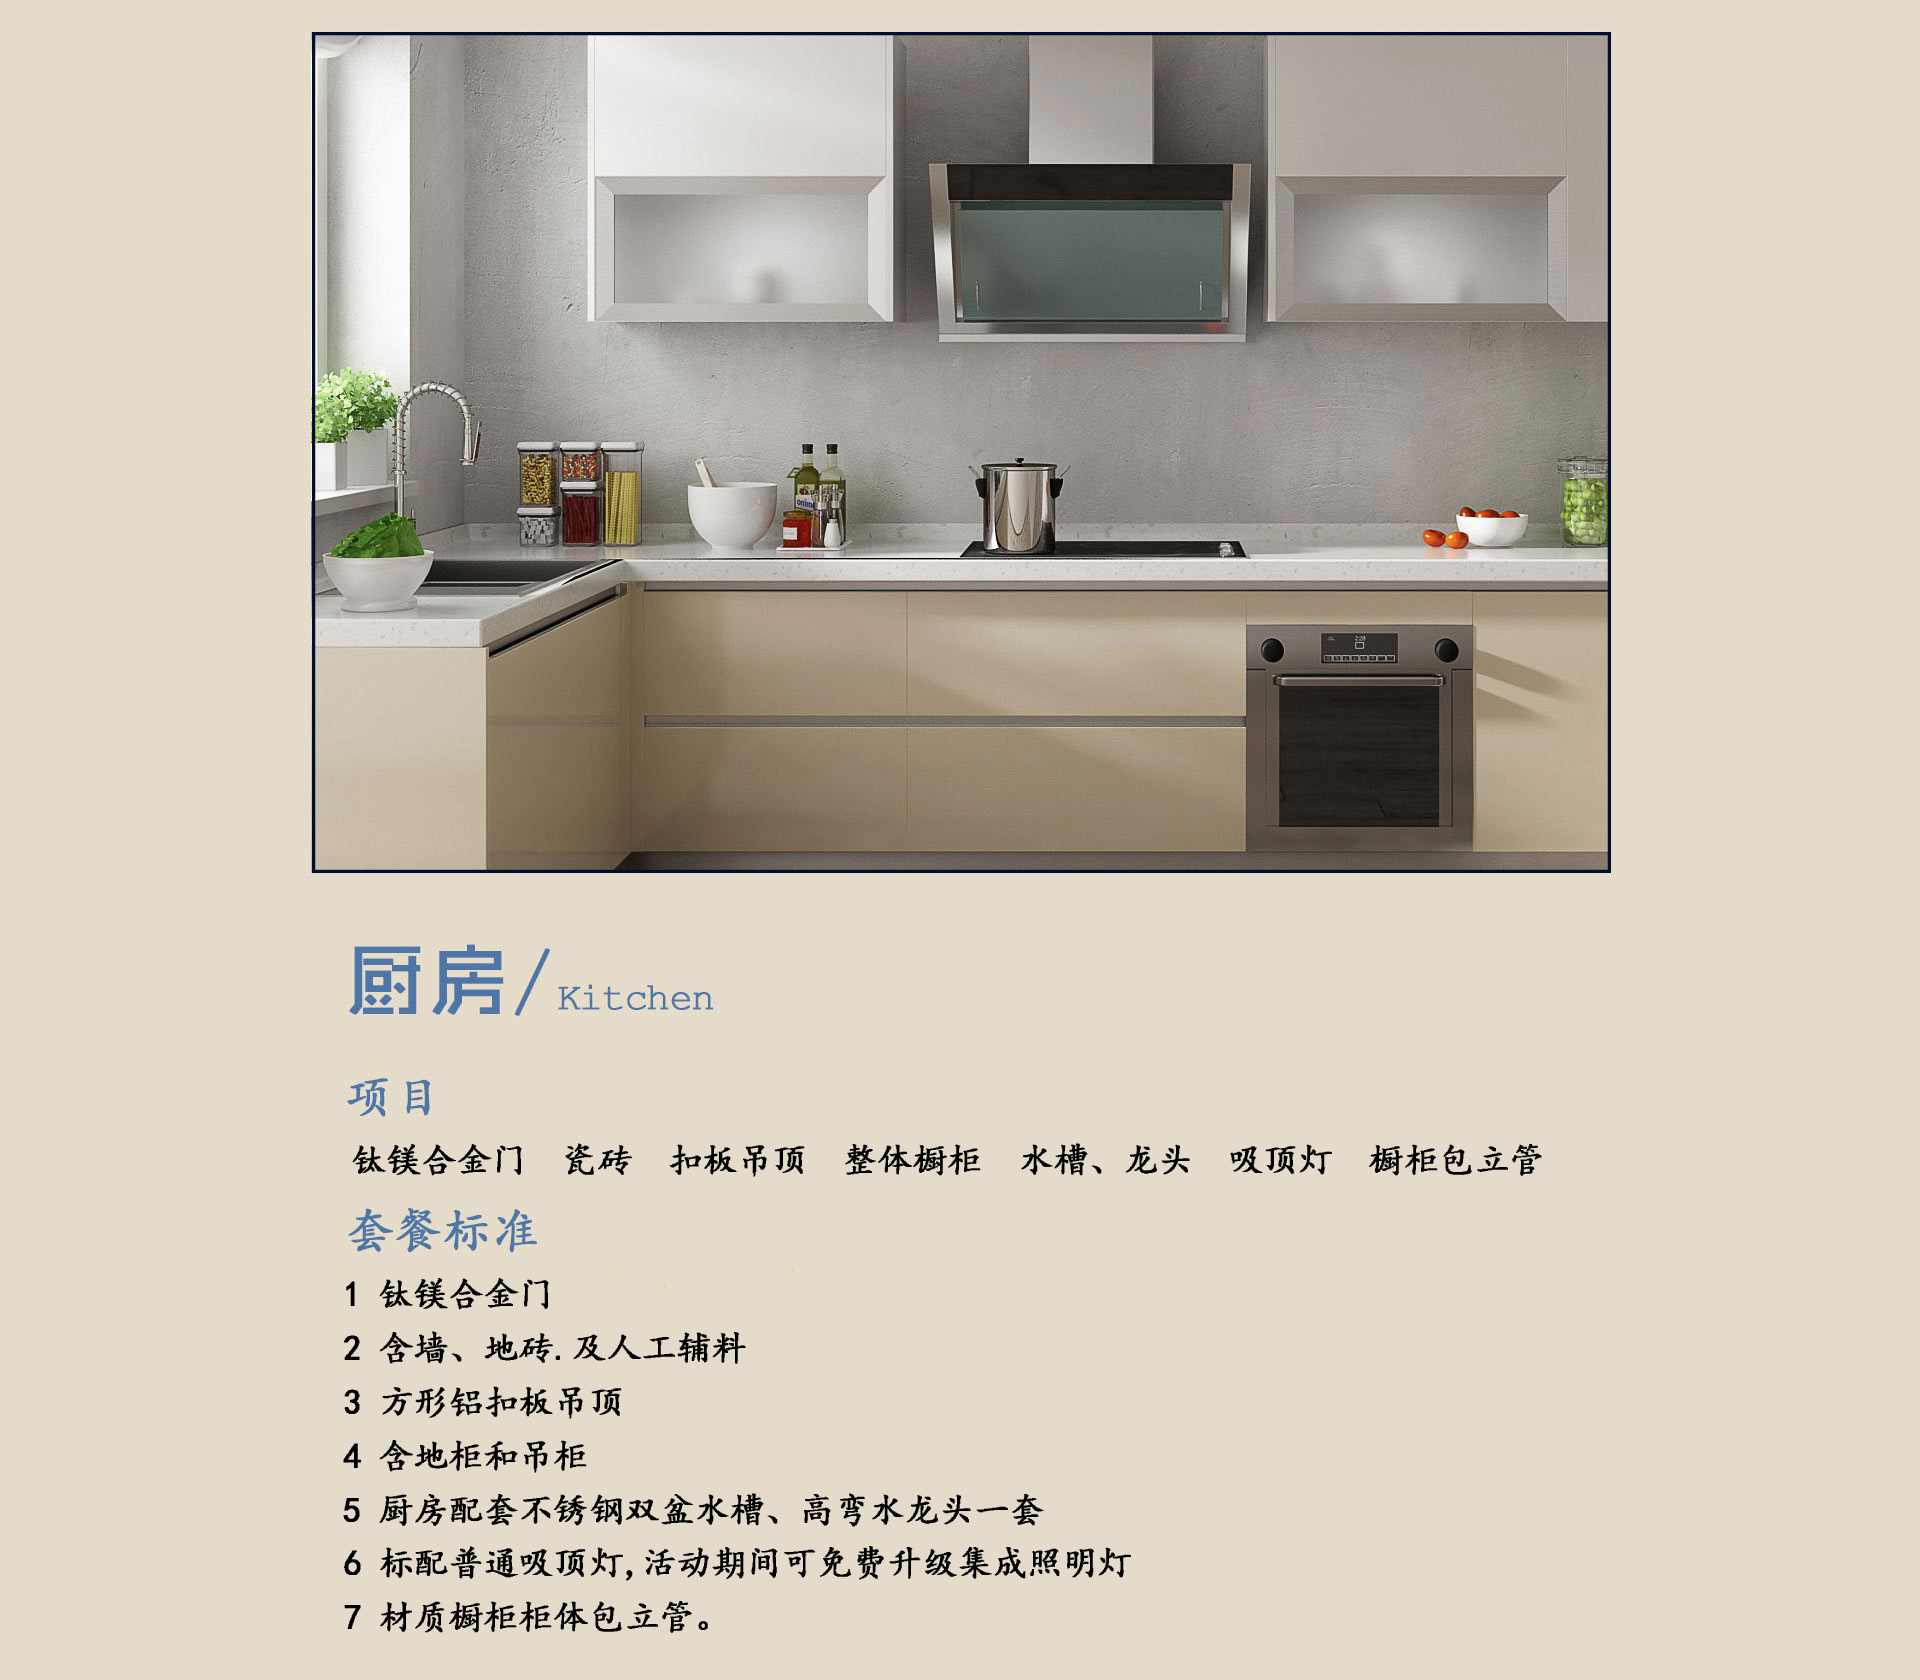 厨房/Kitchen
项目
钛镁合金门 瓷砖 扣板吊顶 整体橱柜 水槽、龙头 吸顶灯 橱柜包立管
套餐标准
1 钛镁合金门
2 含墙、地砖.及人工辅料
3 方形铝扣板吊顶
4 含地柜和吊柜
5 厨房配套不锈钢双盆水槽、高弯水龙头一套
6 标配普通吸顶灯,活动期间可免费升级集成照明灯
7 材质橱柜柜体包立管。